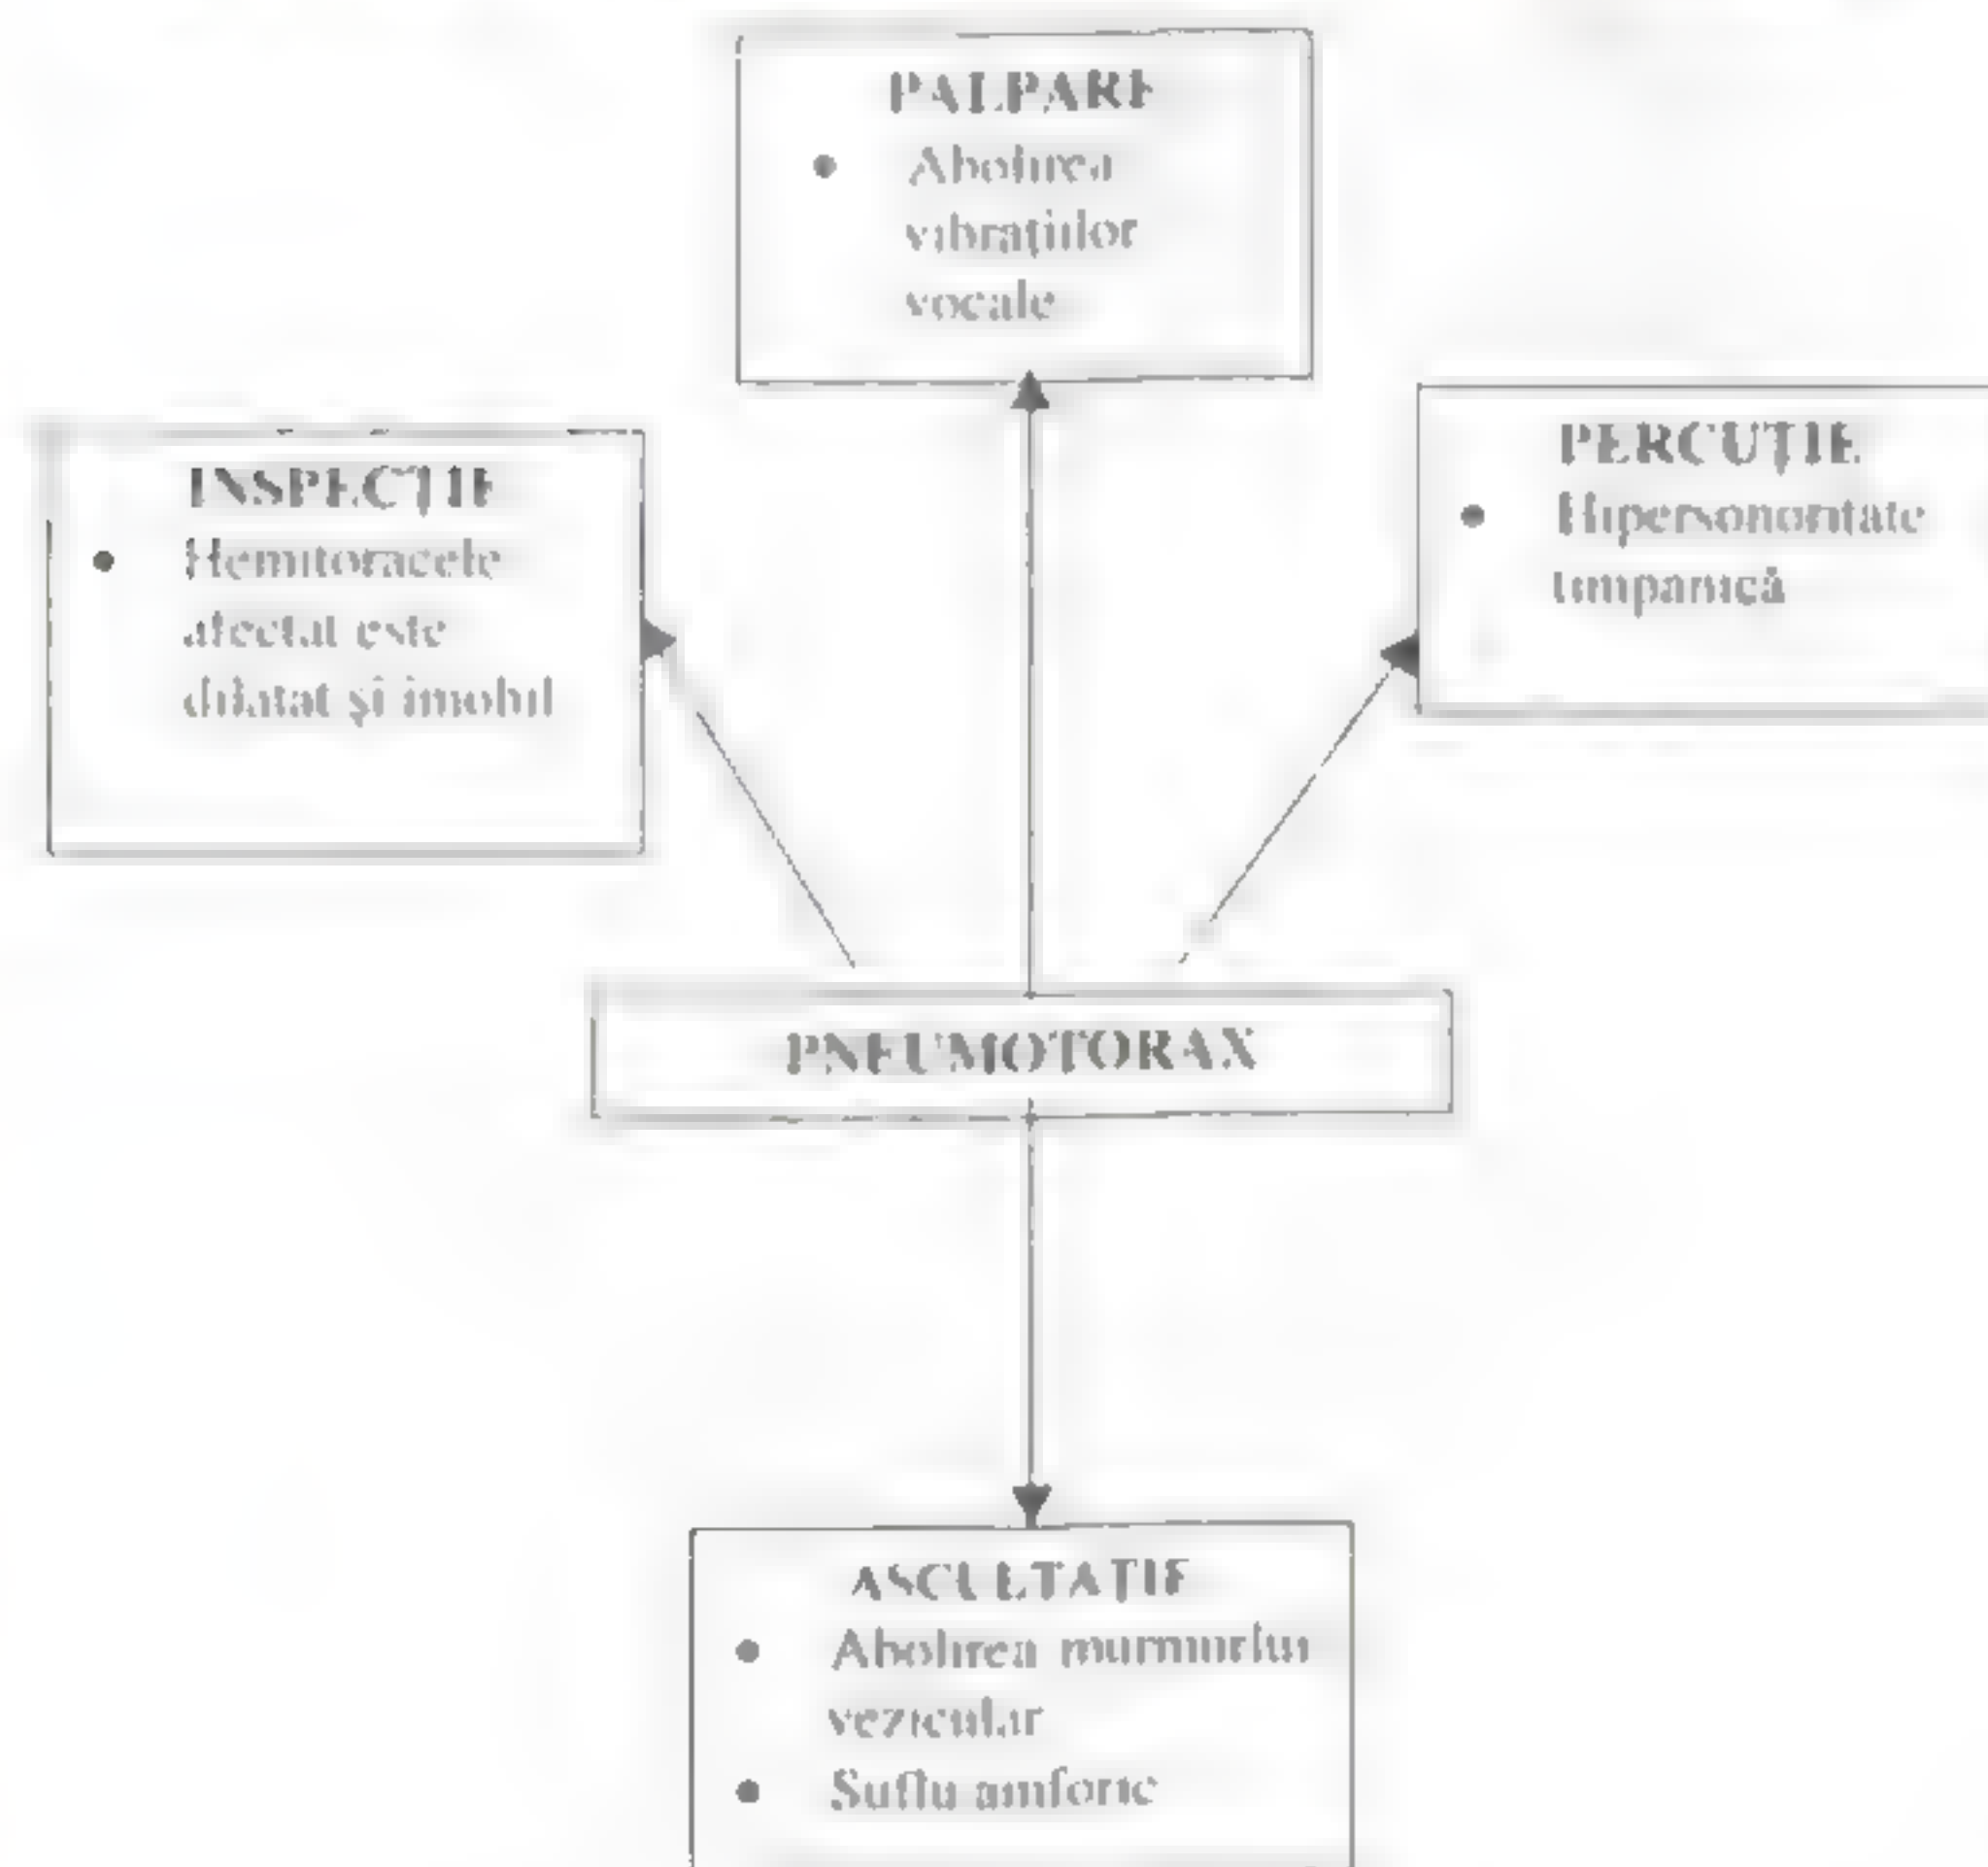 PALPARE
• Abolirea
vibrațiilor
vocale
INSPECȚIE
• Hemitoracele
afectat este
dilatat și imobil
PERCUȚIE
• Hipersonoritate
timpanică
PNEUMOTORAX
ASCULTAȚIE
• Abolirea murmurlui
vezicular
• Suflu amforic